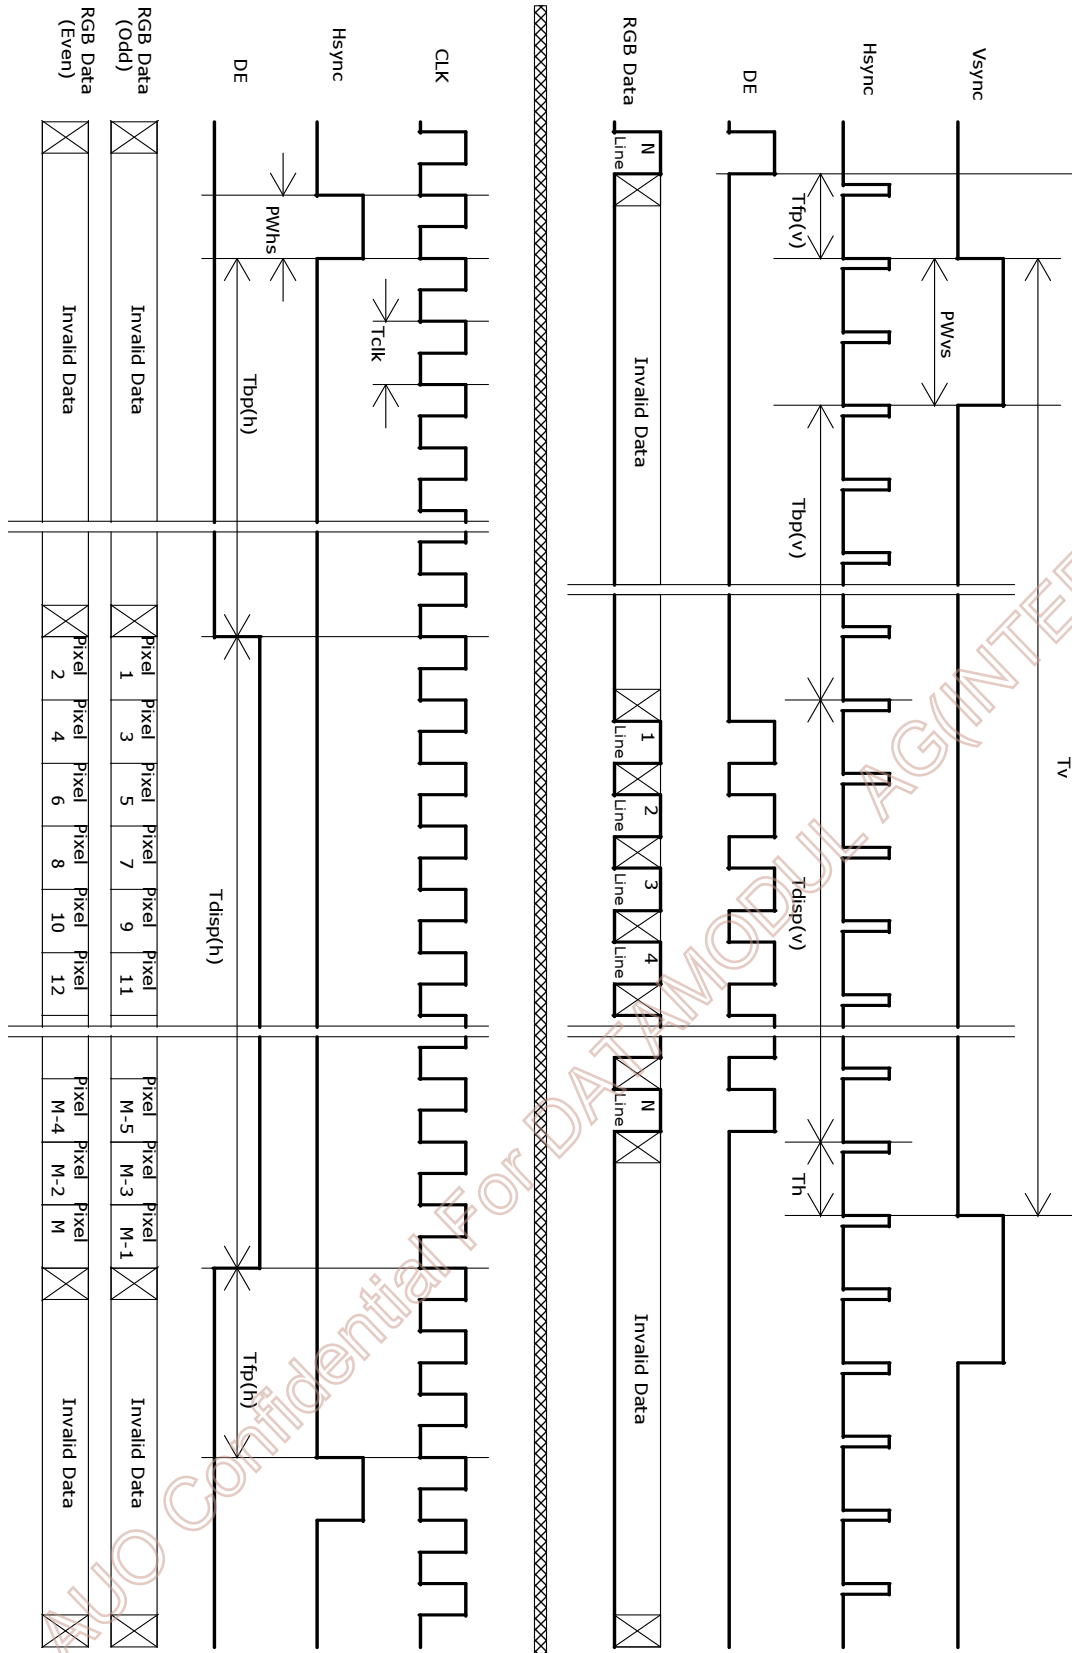 Vsync
Tv
PWvs
Hsync
Tfp(v)
Tbp(v)
Tdisp(v)
Th
DE
RGB Data
N
Line
Invalid Data
1
Line
2
Line
3
Line
4
Line
N
Line
Invalid Data
CLK
Tclk
Hsync
PWhs
DE
Tbp(h)
Tdisp(h)
Tfp(h)
RGB Data
(Odd)
Invalid Data
Pixel
1
Pixel
3
Pixel
5
Pixel
7
Pixel
9
Pixel
11
Pixel
M-5
Pixel
M-3
Pixel
M-1
Invalid Data
RGB Data
(Even)
Invalid Data
Pixel
2
Pixel
4
Pixel
6
Pixel
8
Pixel
10
Pixel
12
Pixel
M-4
Pixel
M-2
Pixel
M
Invalid Data
AUO Confidential For DATAMODUL AG(INTER